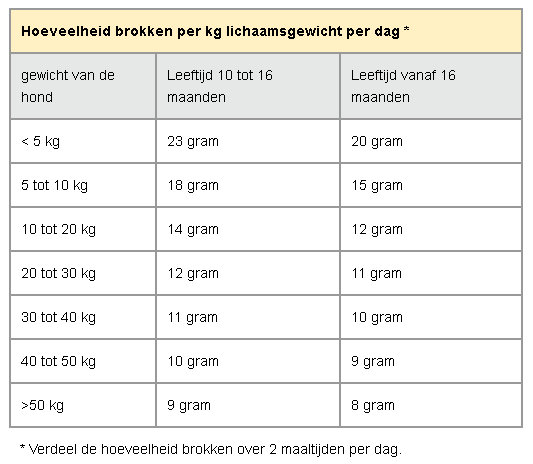 Hoeveelheid brokken per kg lichaamsgewicht per dag *
gewicht van de hond Leeftijd 10 tot 16 maanden Leeftijd vanaf 16 maanden
< 5 kg 23 gram 20 gram
5 tot 10 kg 18 gram 15 gram
10 tot 20 kg 14 gram 12 gram
20 tot 30 kg 12 gram 11 gram
30 tot 40 kg 11 gram 10 gram
40 tot 50 kg 10 gram 9 gram
>50 kg 9 gram 8 gram
* Verdeel de hoeveelheid brokken over 2 maaltijden per dag.